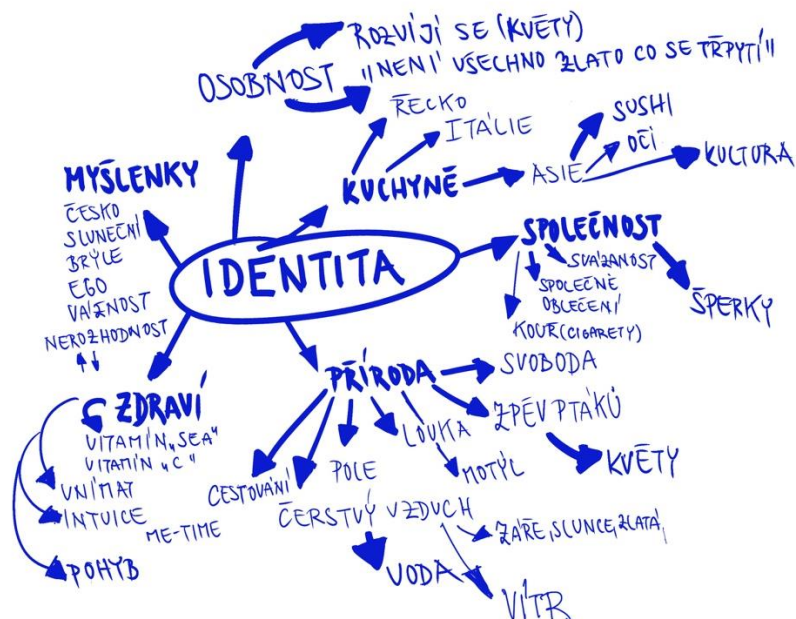 OSOBNOST
ROZVÍJÍ SE (KVĚTY)
"NENÍ VŠECHNO ZLATO CO SE TŘPYTÍ"
ŘECKO
ITÁLIE
KUCHYNĚ
ASIE
SUSHI
OČI
KULTURA
MYŠLENKY
ČESKO
SLUNEČNÍ
BRÝLE
EGO
VÁŽNOST
NEROZHODNOST
IDENTITA
SPOLEČNOST
SVÁZANOST
SPOLEČNÉ
OBLEČENÍ
KOUŘ (CIGARETY)
ŠPERKY
PŘÍRODA
SVOBODA
ZPĚV PTÁKŮ
KVĚTY
LOUKA
MOTÝL
POLE
CESTOVÁNÍ
ČERSTVÝ VZDUCH
ZÁŘE, SLUNCE, ZLATÁ,
VODA
VÍTR
ZDRAVÍ
VITAMÍN „SEA"
VITAMÍN „C"
VNÍMAT
INTUICE
ME-TIME
POHYB